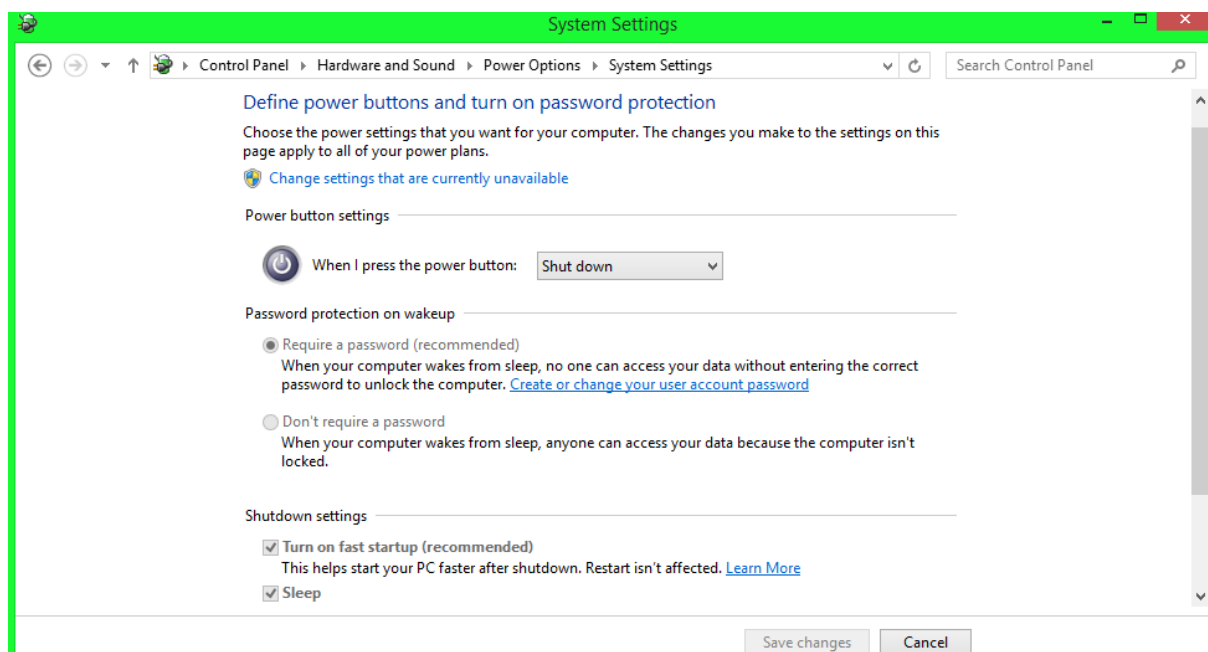 System Settings
Control Panel Hardware and Sound Power Options System Settings Search Control Panel
Define power buttons and turn on password protection
Choose the power settings that you want for your computer. The changes you make to the settings on this
page apply to all of your power plans.
Change settings that are currently unavailable
Power button settings
When I press the power button: Shut down
Password protection on wakeup
Require a password (recommended)
When your computer wakes from sleep, no one can access your data without entering the correct
password to unlock the computer. Create or change your user account password
Don't require a password
When your computer wakes from sleep, anyone can access your data because the computer isn't
locked.
Shutdown settings
Turn on fast startup (recommended)
This helps start your PC faster after shutdown. Restart isn't affected. Learn More
Sleep
Save changes Cancel